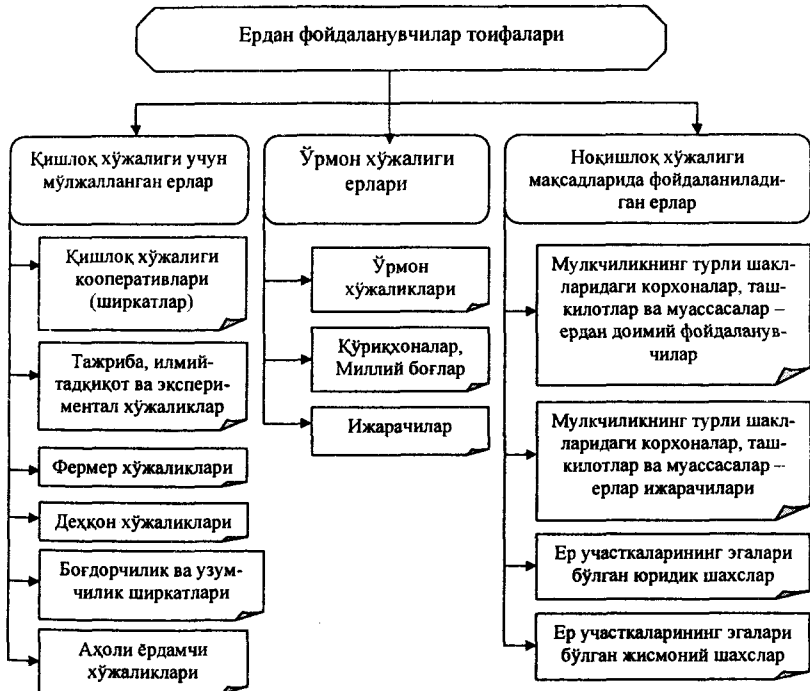 Ердан фойдаланувчилар тоифалари
Қишлоқ хўжалиги учун
мўлжалланган ерлар
Қишлоқ хўжалиги
кооперативлари
(ширкатлар)
Тажриба, илмий-
тадқиқот ва экспери-
ментал хўжаликлар
Фермер хўжаликлари
Деҳқон хўжаликлари
Боғдорчилик ва узум-
чилик ширкатлари
Аҳоли ёрдамчи
хўжаликлари
Ўрмон хўжалиги
ерлари
Ўрмон
хўжаликлари
Қўриқхоналар,
Миллий боғлар
Ижарачилар
Ноқишлоқ хўжалиги
мақсадларида фойдаланилади-
ган ерлар
Мулкчиликнинг турли шакл-
ларидаги корхоналар, таш-
килотлар ва муассасалар –
ердан доимий фойдаланув-
чилар
Мулкчиликнинг турли шакл-
ларидаги корхоналар, таш-
килотлар ва муассасалар –
ерлар ижарачилари
Ер участкаларининг эгалари
бўлган юридик шахслар
Ер участкаларининг эгалари
бўлган жисмоний шахслар